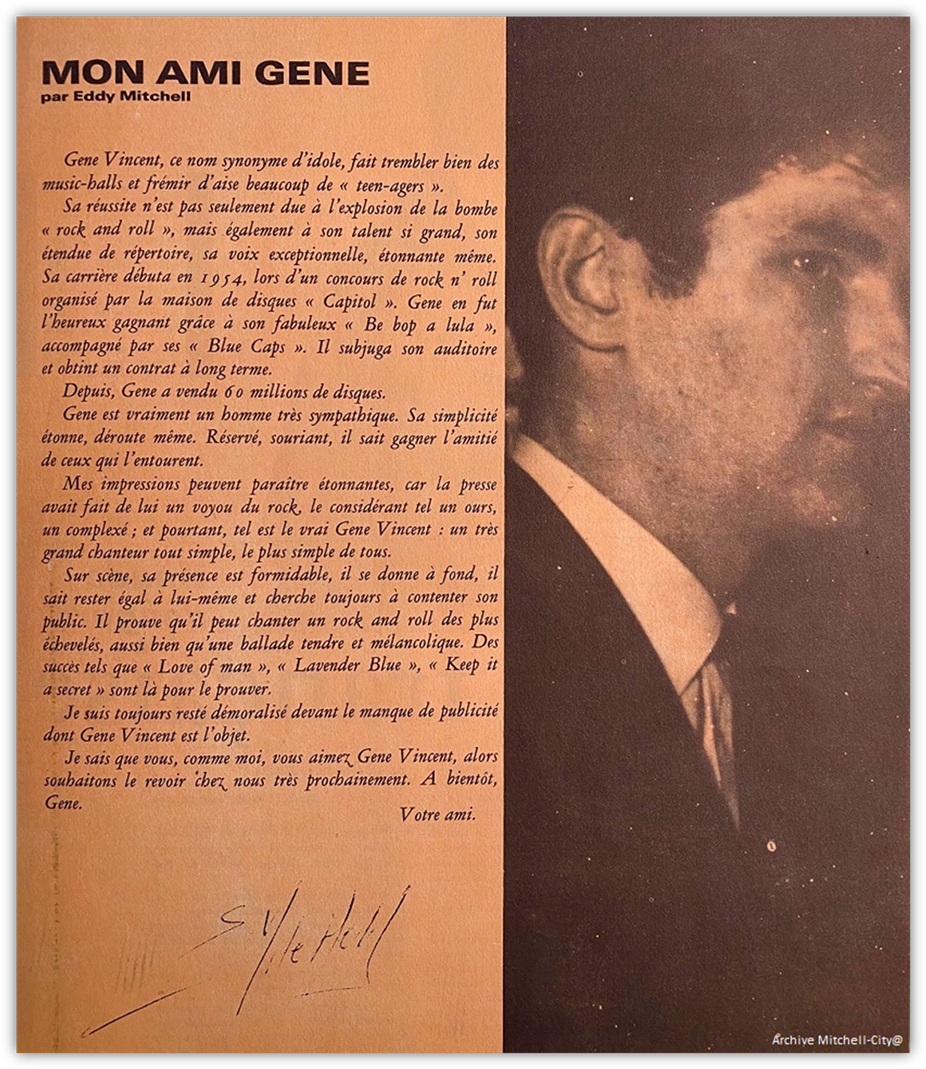 MON AMI GENE
par Eddy Mitchell
Gene Vincent, ce nom synonyme d'idole, fait trembler bien des
music-halls et frémir d'aise beaucoup de « teen-agers ».
Sa réussite n'est pas seulement due à l'explosion de la bombe
« rock and roll », mais également à son talent si grand, son
étendue de répertoire, sa voix exceptionnelle, étonnante même.
Sa carrière débuta en 1954, lors d'un concours de rock n' roll
organisé par la maison de disques « Capitol ». Gene en fut
l'heureux gagnant grâce à son fabuleux « Be bop a lula »,
accompagné par ses « Blue Caps ». Il subjuga son auditoire
et obtint un contrat à long terme.
Depuis, Gene a vendu 60 millions de disques.
Gene est vraiment un homme très sympathique. Sa simplicité
étonne, déroute même. Réservé, souriant, il sait gagner l'amitié
de ceux qui l'entourent.
Mes impressions peuvent paraître étonnantes, car la presse
avait fait de lui un voyou du rock, le considérant tel un ours,
un complexé ; et pourtant, tel est le vrai Gene Vincent : un très
grand chanteur tout simple, le plus simple de tous.
Sur scène, sa présence est formidable, il se donne à fond, il
sait rester égal à lui-même et cherche toujours à contenter son
public. Il prouve qu'il peut chanter un rock and roll des plus
échevelés, aussi bien qu'une ballade tendre et mélancolique. Des
succès tels que « Love of man », « Lavender Blue », « Keep it
a secret » sont là pour le prouver.
Je suis toujours resté démoralisé devant le manque de publicité
dont Gene Vincent est l'objet.
Je sais que vous, comme moi, vous aimez Gene Vincent, alors
souhaitons le revoir chez nous très prochainement. A bientôt,
Gene.
Votre ami.
Archive Mitchell-City@